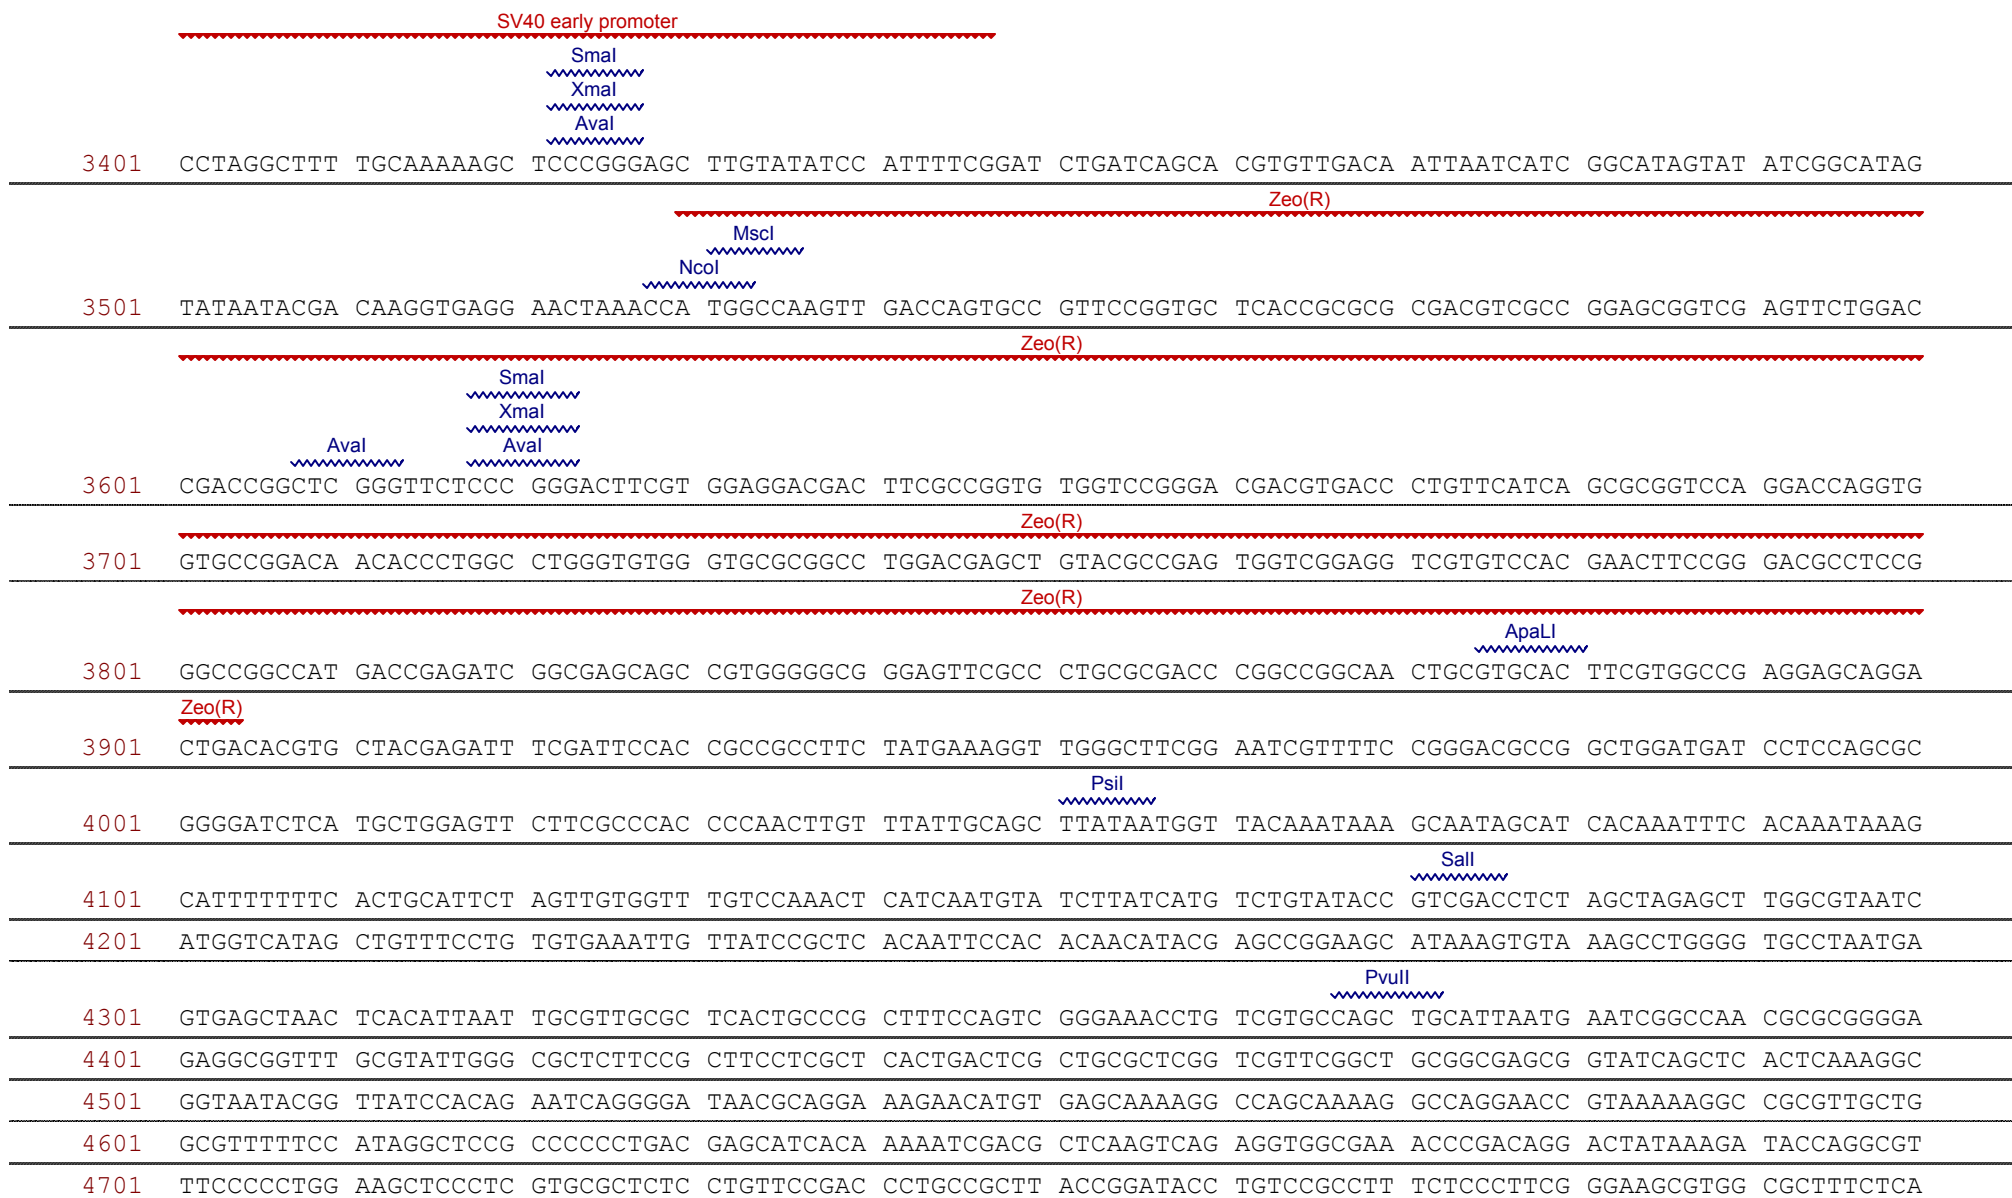 SV40 early promoter
SmaI
XmaI
AvaI
3401 CCTAGGCTTT TGCAAAAAGC TCCCGGGAGC TTGTATATCC ATTTTCGGAT CTGATCAGCA CGTGTTGACA ATTAATCATC GGCATAGTAT ATCGGCATAG
Zeo(R)
MscI
NcoI
3501 TATAATACGA CAAGGTGAGG AACTAAACCA TGGCCAAGTT GACCAGTGCC GTTCCGGTGC TCACCGCGCG CGACGTCGCC GGAGCGGTCG AGTTCTGGAC
Zeo(R)
SmaI
XmaI
AvaI AvaI
3601 CGACCGGCTC GGGTTCTCCC GGGACTTCGT GGAGGACGAC TTCGCCGGTG TGGTCCGGGA CGACGTGACC CTGTTCATCA GCGCGGTCCA GGACCAGGTG
Zeo(R)
3701 GTGCCGGACA ACACCCTGGC CTGGGTGTGG GTGCGCGGCC TGGACGAGCT GTACGCCGAG TGGTCGGAGG TCGTGTCCAC GAACTTCCGG GACGCCTCCG
Zeo(R)
ApaLI
3801 GGCCGGCCAT GACCGAGATC GGCGAGCAGC CGTGGGGGCG GGAGTTCGCC CTGCGCGACC CGGCCGGCAA CTGCGTGCAC TTCGTGGCCG AGGAGCAGGA
Zeo(R)
3901 CTGACACGTG CTACGAGATT TCGATTCCAC CGCCGCCTTC TATGAAAGGT TGGGCTTCGG AATCGTTTTC CGGGACGCCG GCTGGATGAT CCTCCAGCGC
PsiI
4001 GGGGATCTCA TGCTGGAGTT CTTCGCCCAC CCCAACTTGT TTATTGCAGC TTATAATGGT TACAAATAAA GCAATAGCAT CACAAATTTC ACAAATAAAG
SalI
4101 CATTTTTTTC ACTGCATTCT AGTTGTGGTT TGTCCAAACT CATCAATGTA TCTTATCATG TCTGTATACC GTCGACCTCT AGCTAGAGCT TGGCGTAATC
4201 ATGGTCATAG CTGTTTCCTG TGTGAAATTG TTATCCGCTC ACAATTCCAC ACAACATACG AGCCGGAAGC ATAAAGTGTA AAGCCTGGGG TGCCTAATGA
PvuII
4301 GTGAGCTAAC TCACATTAAT TGCGTTGCGC TCACTGCCCG CTTTCCAGTC GGGAAACCTG TCGTGCCAGC TGCATTAATG AATCGGCCAA CGCGCGGGGA
4401 GAGGCGGTTT GCGTATTGGG CGCTCTTCCG CTTCCTCGCT CACTGACTCG CTGCGCTCGG TCGTTCGGCT GCGGCGAGCG GTATCAGCTC ACTCAAAGGC
4501 GGTAATACGG TTATCCACAG AATCAGGGGA TAACGCAGGA AAGAACATGT GAGCAAAAGG CCAGCAAAAG GCCAGGAACC GTAAAAAGGC CGCGTTGCTG
4601 GCGTTTTTCC ATAGGCTCCG CCCCCCTGAC GAGCATCACA AAAATCGACG CTCAAGTCAG AGGTGGCGAA ACCCGACAGG ACTATAAAGA TACCAGGCGT
4701 TTCCCCCTGG AAGCTCCCTC GTGCGCTCTC CTGTTCCGAC CCTGCCGCTT ACCGGATACC TGTCCGCCTT TCTCCCTTCG GGAAGCGTGG CGCTTTCTCA